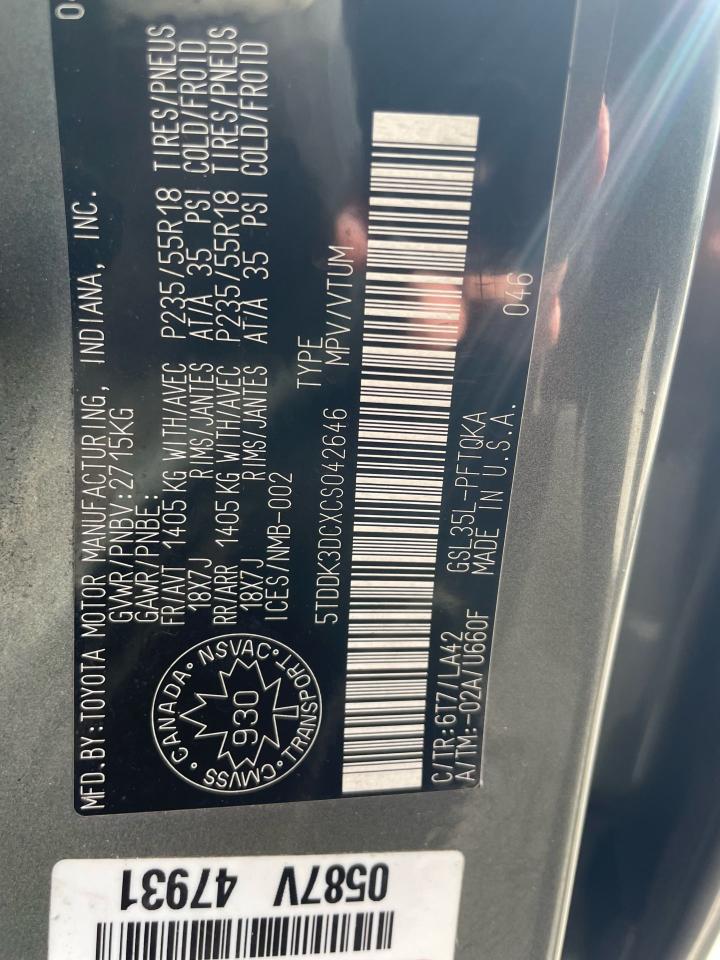 MFD.BY:TOYOTA MOTOR MANUFACTURING, INDIANA, INC.
GVWR/PNBV:2715KG
GAWR/PNBE:
FR/AVT 1405 KG WITH/AVEC P235/55R18 TIRES/PNEUS
18X7J RIMS/JANTES AT/A 35 PSI COLD/FROID
RR/ARR 1405 KG WITH/AVEC P235/55R18 TIRES/PNEUS
18X7J RIMS/JANTES AT/A 35 PSI COLD/FROID
ICES/NMB-002
5TDDK3DCXCS042646 TYPE MPV/VTUM
CANADA · NSVAC · TRANSPORT · CMVSS
930
C/TR:6T7/LA42 GSL35L-PFTQKA
A/TM:-02A/U660F MADE IN U.S.A. 046
0587V 47931